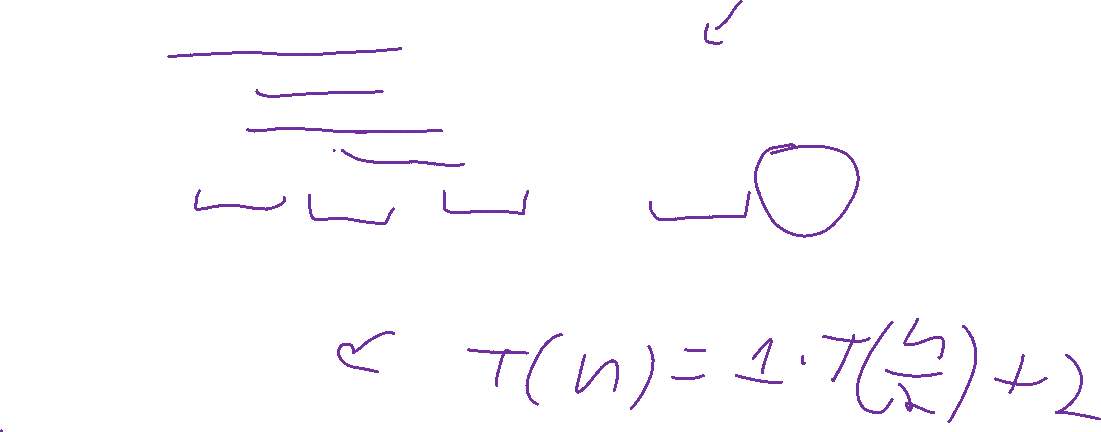 T(n) = 1 · T(n/2) + 2